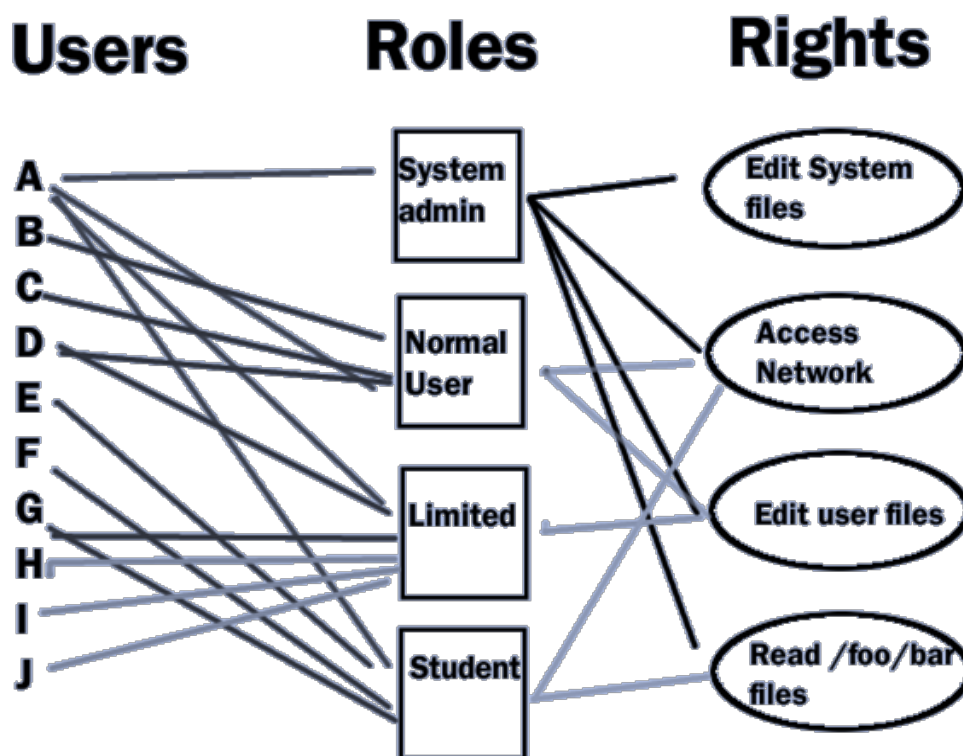 Users
Roles
Rights
A
B
C
D
E
F
G
H
I
J
System
admin
Normal
User
Limited
Student
Edit System
files
Access
Network
Edit user files
Read /foo/bar
files